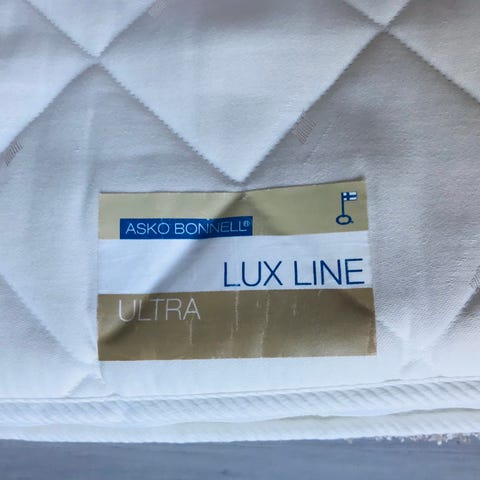 ASKO BONNELL®
LUX LINE
ULTRA